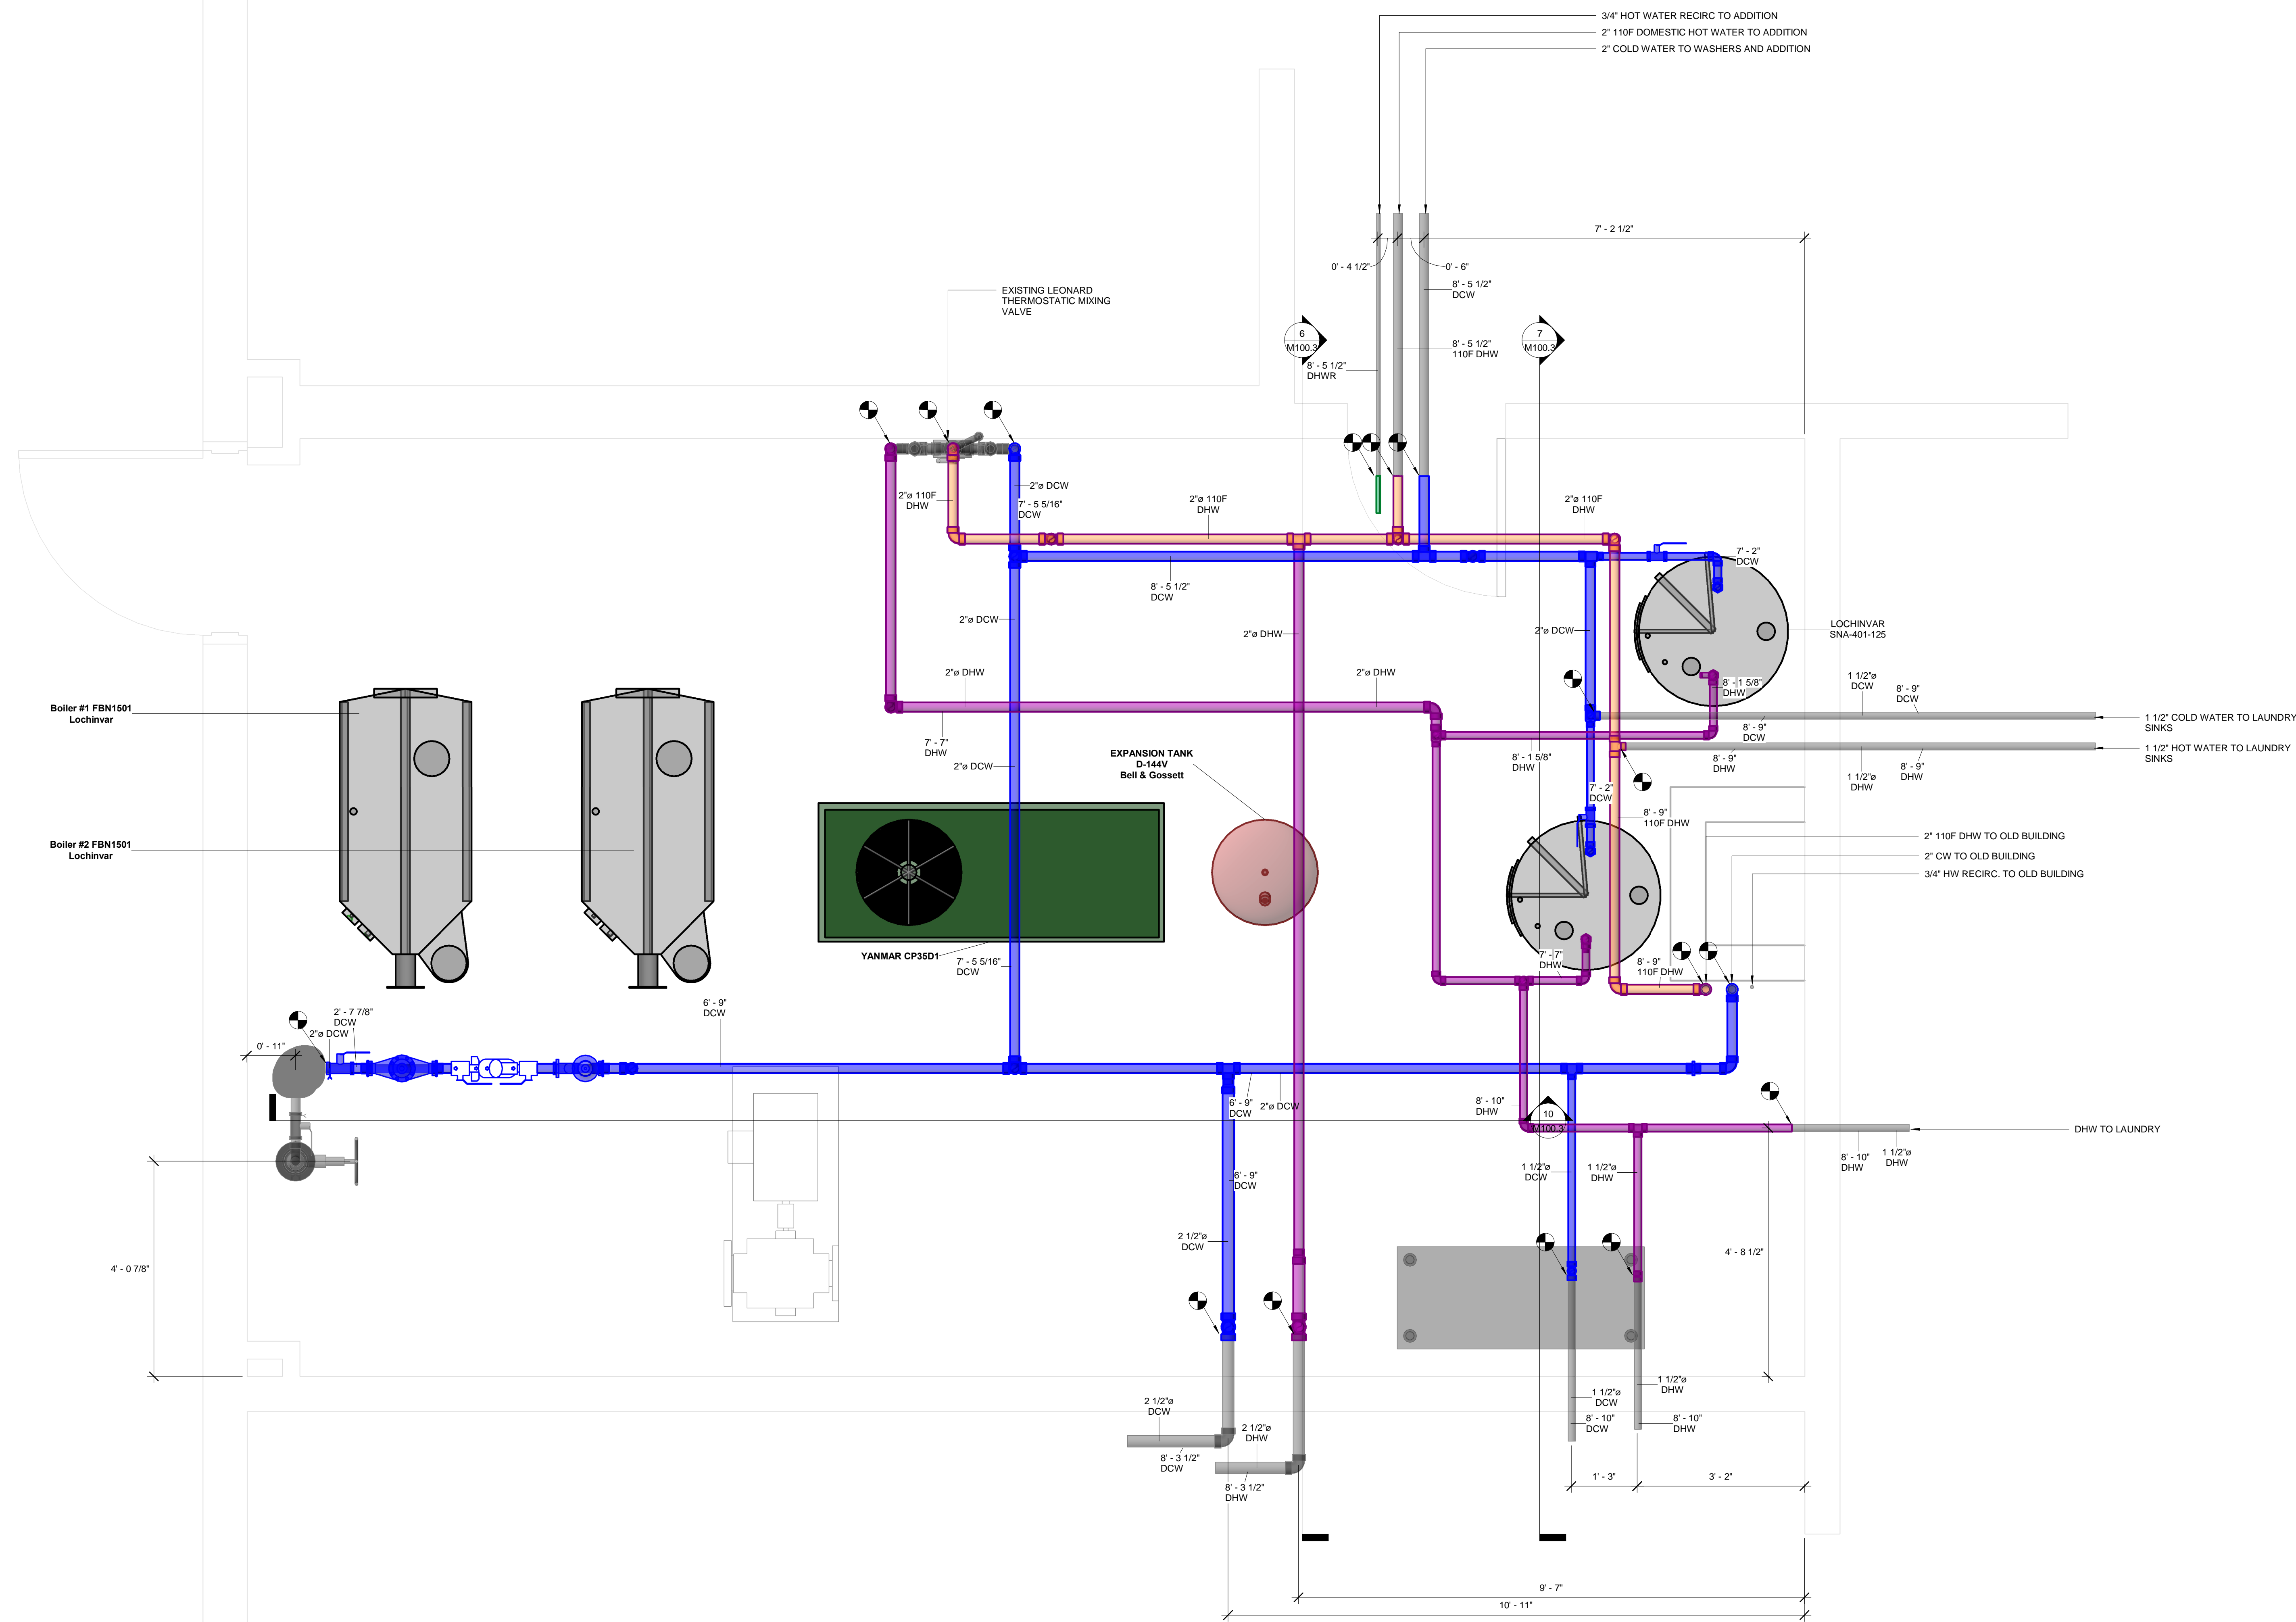 3/4" HOT WATER RECIRC TO ADDITION
2" 110F DOMESTIC HOT WATER TO ADDITION
2" COLD WATER TO WASHERS AND ADDITION
7' - 2 1/2"
0' - 4 1/2"
0' - 6"
8' - 5 1/2"
DCW
EXISTING LEONARD
THERMOSTATIC MIXING
VALVE
6
M100.3
7
M100.3
8' - 5 1/2"
110F DHW
8' - 5 1/2"
DHWR
2"ø DCW
2"ø 110F
DHW
7' - 5 5/16"
DCW
2"ø 110F
DHW
2"ø 110F
DHW
7' - 2"
DCW
8' - 5 1/2"
DCW
2"ø DCW
2"ø DHW
2"ø DCW
LOCHINVAR
SNA-401-125
2"ø DHW
2"ø DHW
8' - 1 5/8"
DHW
1 1/2"ø
DCW
8' - 9"
DCW
Boiler #1 FBN1501
Lochinvar
1 1/2" COLD WATER TO LAUNDRY
SINKS
8' - 9"
DCW
7' - 7"
DHW
EXPANSION TANK
D-144V
Bell & Gossett
2"ø DCW
8' - 1 5/8"
DHW
8' - 9"
DHW
1 1/2"ø
DHW
8' - 9"
DHW
1 1/2" HOT WATER TO LAUNDRY
SINKS
7' - 2"
DCW
8' - 9"
110F DHW
2" 110F DHW TO OLD BUILDING
Boiler #2 FBN1501
Lochinvar
2" CW TO OLD BUILDING
3/4" HW RECIRC. TO OLD BUILDING
YANMAR CP35D1
7' - 5 5/16"
DCW
7' - 7"
DHW
8' - 9"
110F DHW
6' - 9"
DCW
2' - 7 7/8"
DCW
2"ø DCW
0' - 11"
6' - 9"
DCW
2"ø DCW
8' - 10"
DHW
10
M100.3
DHW TO LAUNDRY
8' - 10"
DHW
1 1/2"ø
DHW
6' - 9"
DCW
1 1/2"ø
DCW
1 1/2"ø
DHW
2 1/2"ø
DCW
4' - 8 1/2"
4' - 0 7/8"
1 1/2"ø
DHW
1 1/2"ø
DCW
2 1/2"ø
DCW
8' - 10"
DCW
8' - 10"
DHW
2 1/2"ø
DHW
8' - 3 1/2"
DCW
8' - 3 1/2"
DHW
1' - 3"
3' - 2"
9' - 7"
10' - 11"